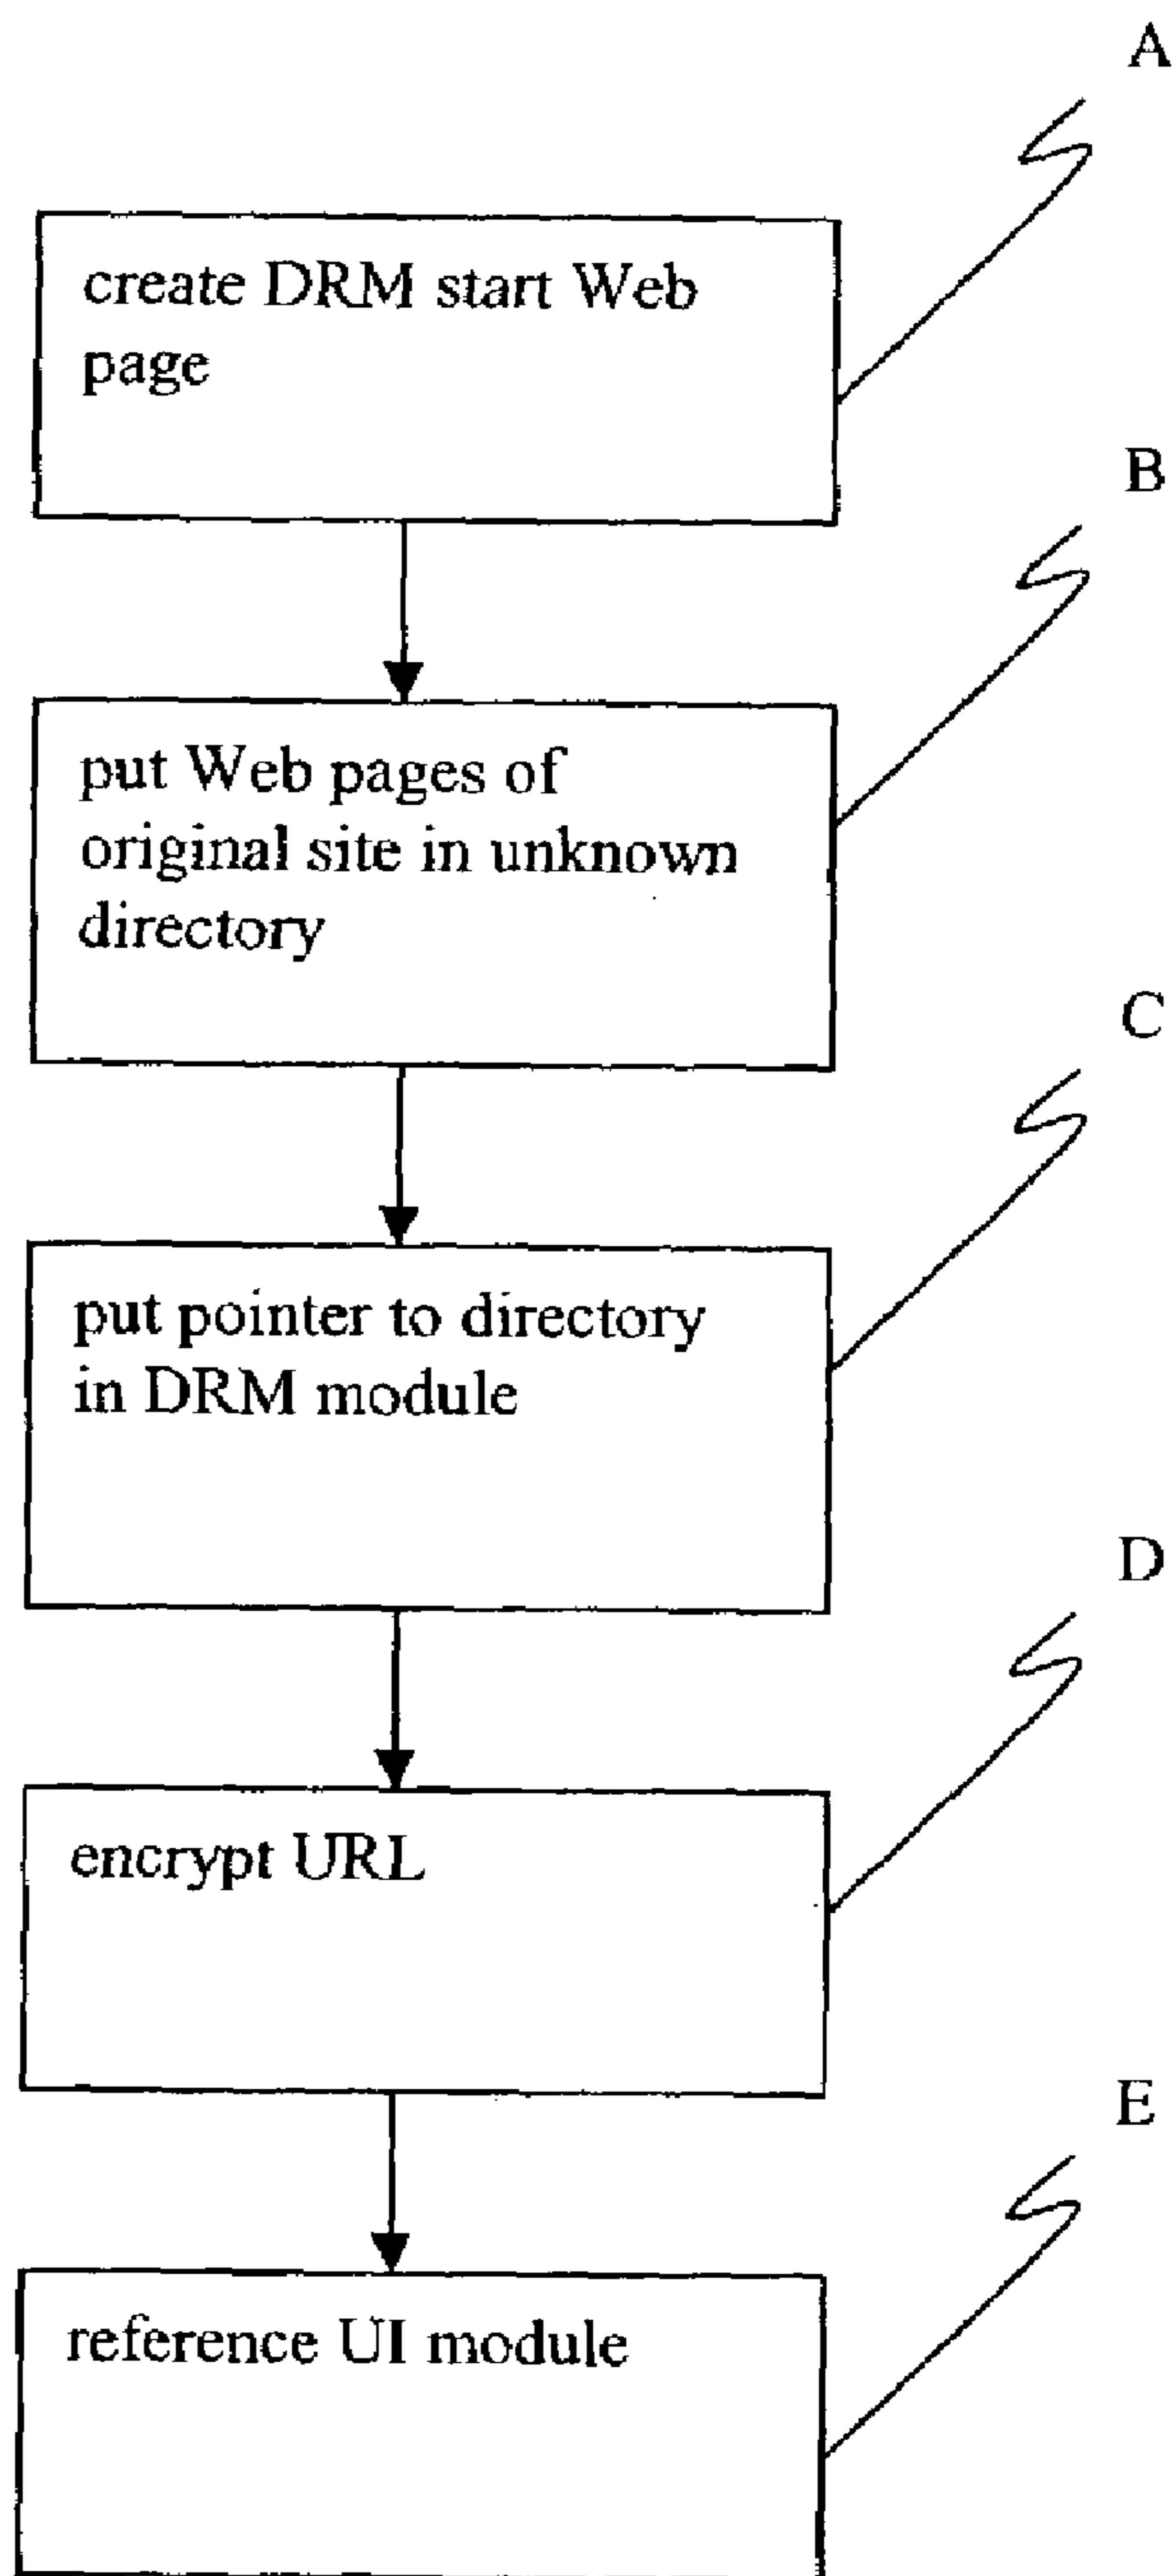 A
create DRM start Web
page
B
put Web pages of
original site in unknown
directory
C
put pointer to directory
in DRM module
D
encrypt URL
E
reference UI module